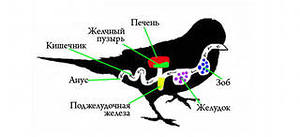 Печень
Желчный
пузырь
Кишечник
Анус
Зоб
Поджелудочная
железа
Желудок